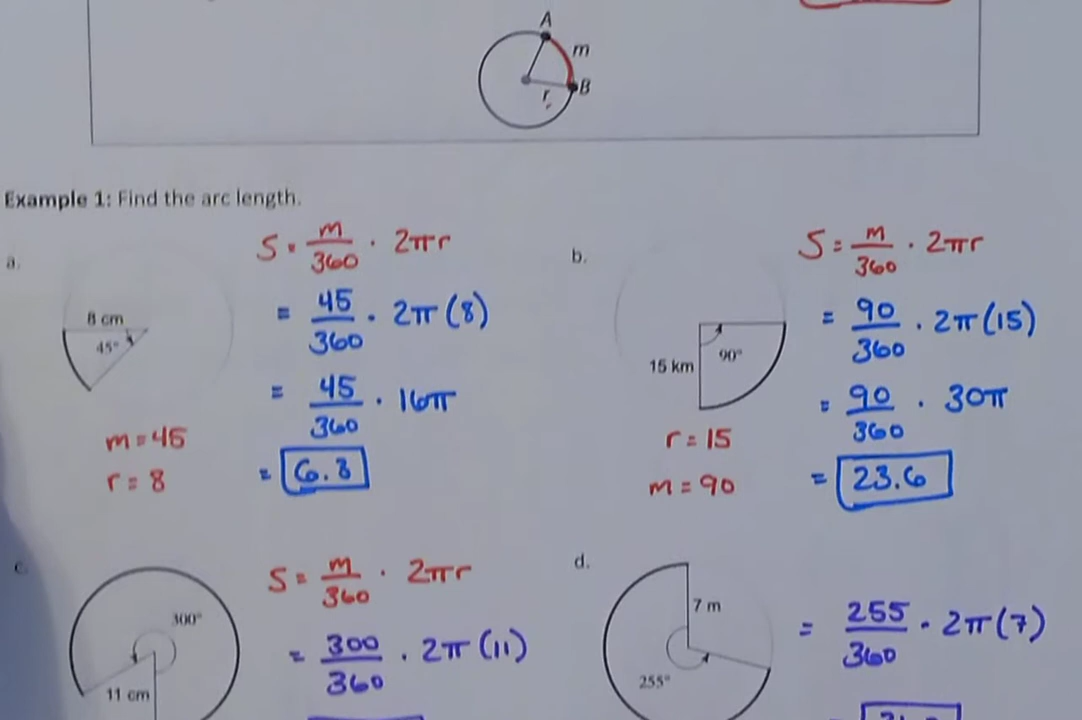 A
m
B
r
Example 1: Find the arc length.
a.
8 cm
45°
m = 45
r = 8
S = m/360 · 2πr
= 45/360 · 2π(8)
= 45/360 · 16π
= 6.3
b.
15 km
90°
r = 15
m = 90
S = m/360 · 2πr
= 90/360 · 2π(15)
= 90/360 · 30π
= 23.6
c.
300°
11 cm
S = m/360 · 2πr
= 300/360 · 2π(11)
d.
7 m
255°
= 255/360 · 2π(7)